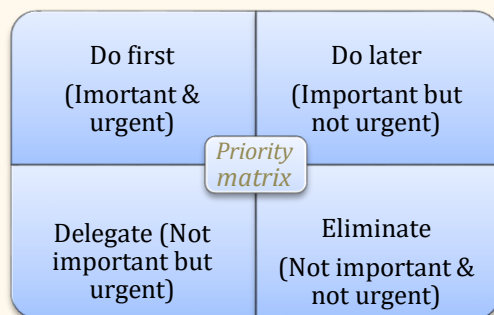 Do first
(Imortant &
urgent)
Do later
(Important but
not urgent)
Priority
matrix
Delegate (Not
important but
urgent)
Eliminate
(Not important &
not urgent)